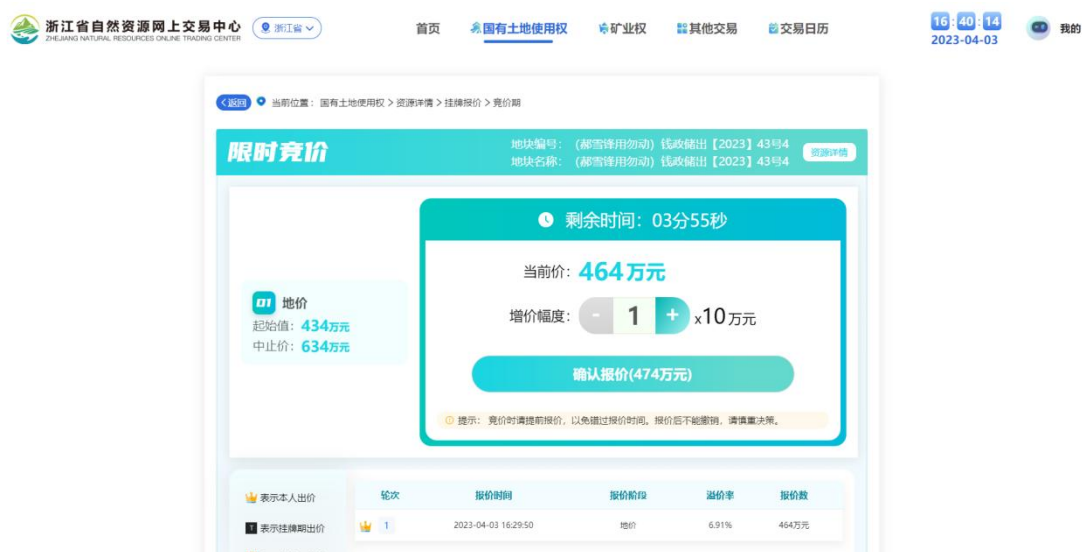 浙江省自然资源网上交易中心
ZHEJIANG NATURAL RESOURCES ONLINE TRADING CENTER
浙江省
首页
国有土地使用权
矿业权
其他交易
交易日历
16:40:14
2023-04-03
我的
<返回
当前位置：国有土地使用权 > 资源详情 > 挂牌报价 > 竞价期
限时竞价
地块编号：（郝雪锋用勿动）钱政储出【2023】43号4
地块名称：（郝雪锋用勿动）钱政储出【2023】43号4
资源详情
剩余时间：03分55秒
01 地价
起始值：434万元
中止价：634万元
当前价：464万元
增价幅度： - 1 + x10万元
确认报价(474万元)
提示： 竞价时请提前报价，以免错过报价时间。报价后不能撤销，请慎重决策。
表示本人出价
T 表示挂牌期出价
轮次 报价时间 报价阶段 溢价率 报价数
1 2023-04-03 16:29:50 地价 6.91% 464万元